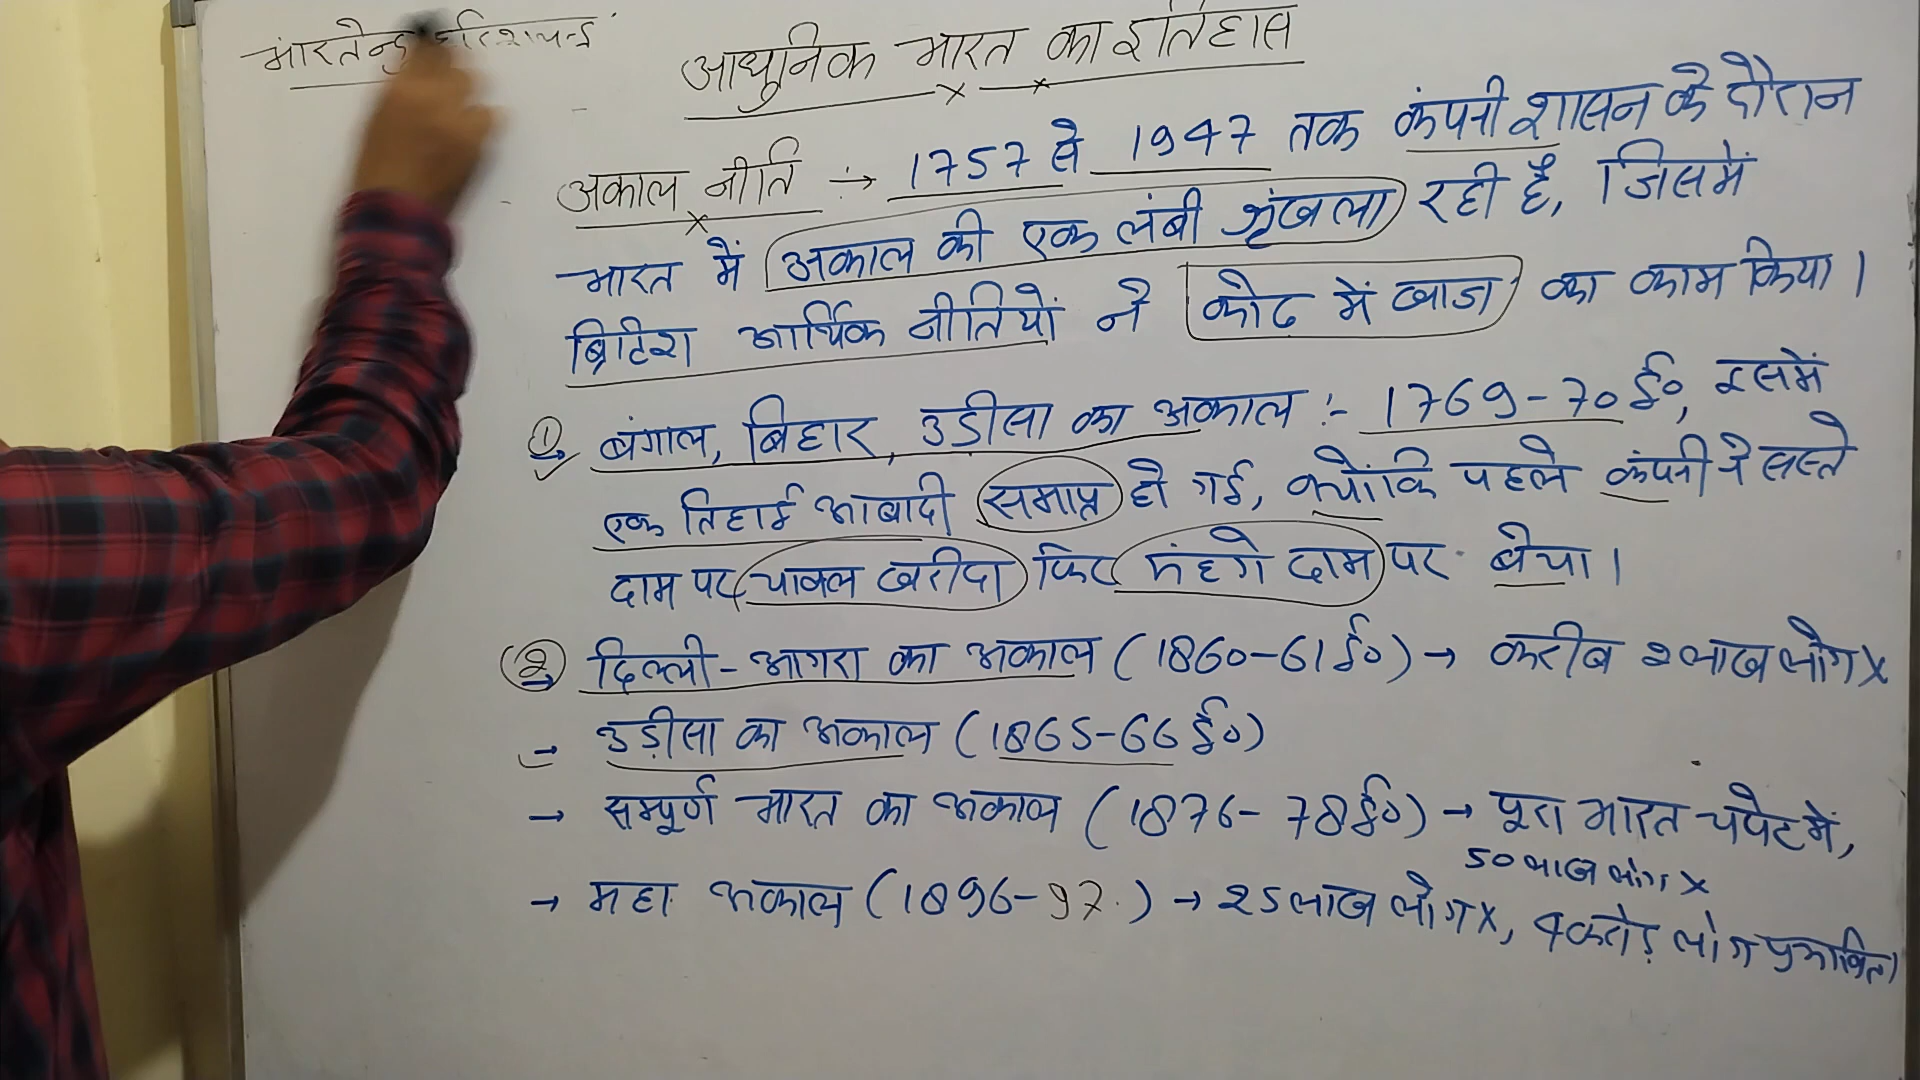 भारतेन्दु हरिश्चन्द्र
आधुनिक भारत का इतिहास
अकाल नीति :→ 1757 से 1947 तक कंपनी शासन के दौरान
भारत में अकाल की एक लंबी श्रृंखला रही है, जिसमें
ब्रिटिश आर्थिक नीतियों ने कोढ में खाज का काम किया।
① बंगाल, बिहार, उड़ीसा का अकाल :- 1769-70 ई०, इसमें
एक तिहाई आबादी समाप्त हो गई, क्योंकि पहले कंपनी ने सस्ते
दाम पर चावल खरीदा फिर मंहगे दाम पर बेचा।
② दिल्ली - आगरा का अकाल (1860-61 ई०) → करीब 2 लाख लोग X
→ उड़ीसा का अकाल (1865-66 ई०)
→ सम्पूर्ण भारत का अकाल (1876-78 ई०) → पूरा भारत चपेट में,
50 लाख लोग X
→ महा अकाल (1896-97.) → 25 लाख लोग X, 4 करोड़ लोग प्रभावित।